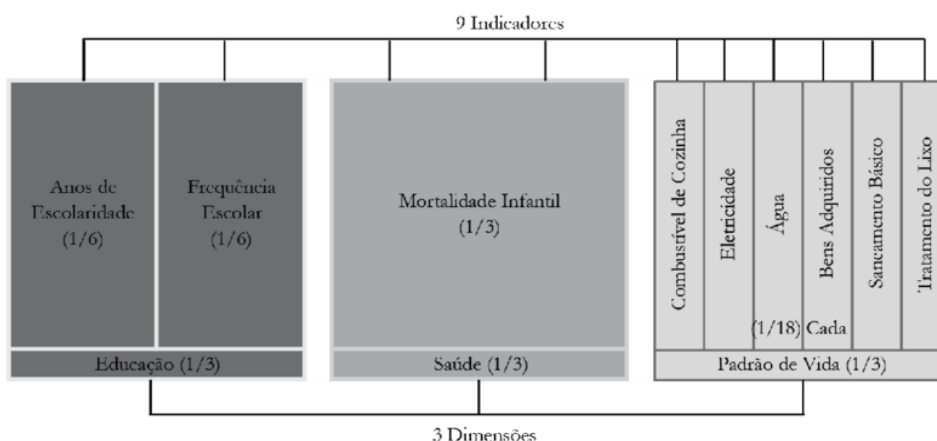 9 Indicadores
Anos de
Escolaridade
(1/6)
Frequência
Escolar
(1/6)
Mortalidade Infantil
(1/3)
Combustível de Cozinha
Eletricidade
Água
Bens Adquiridos
Saneamento Básico
Tratamento do Lixo
(1/18) Cada
Educação (1/3)
Saúde (1/3)
Padrão de Vida (1/3)
3 Dimensões